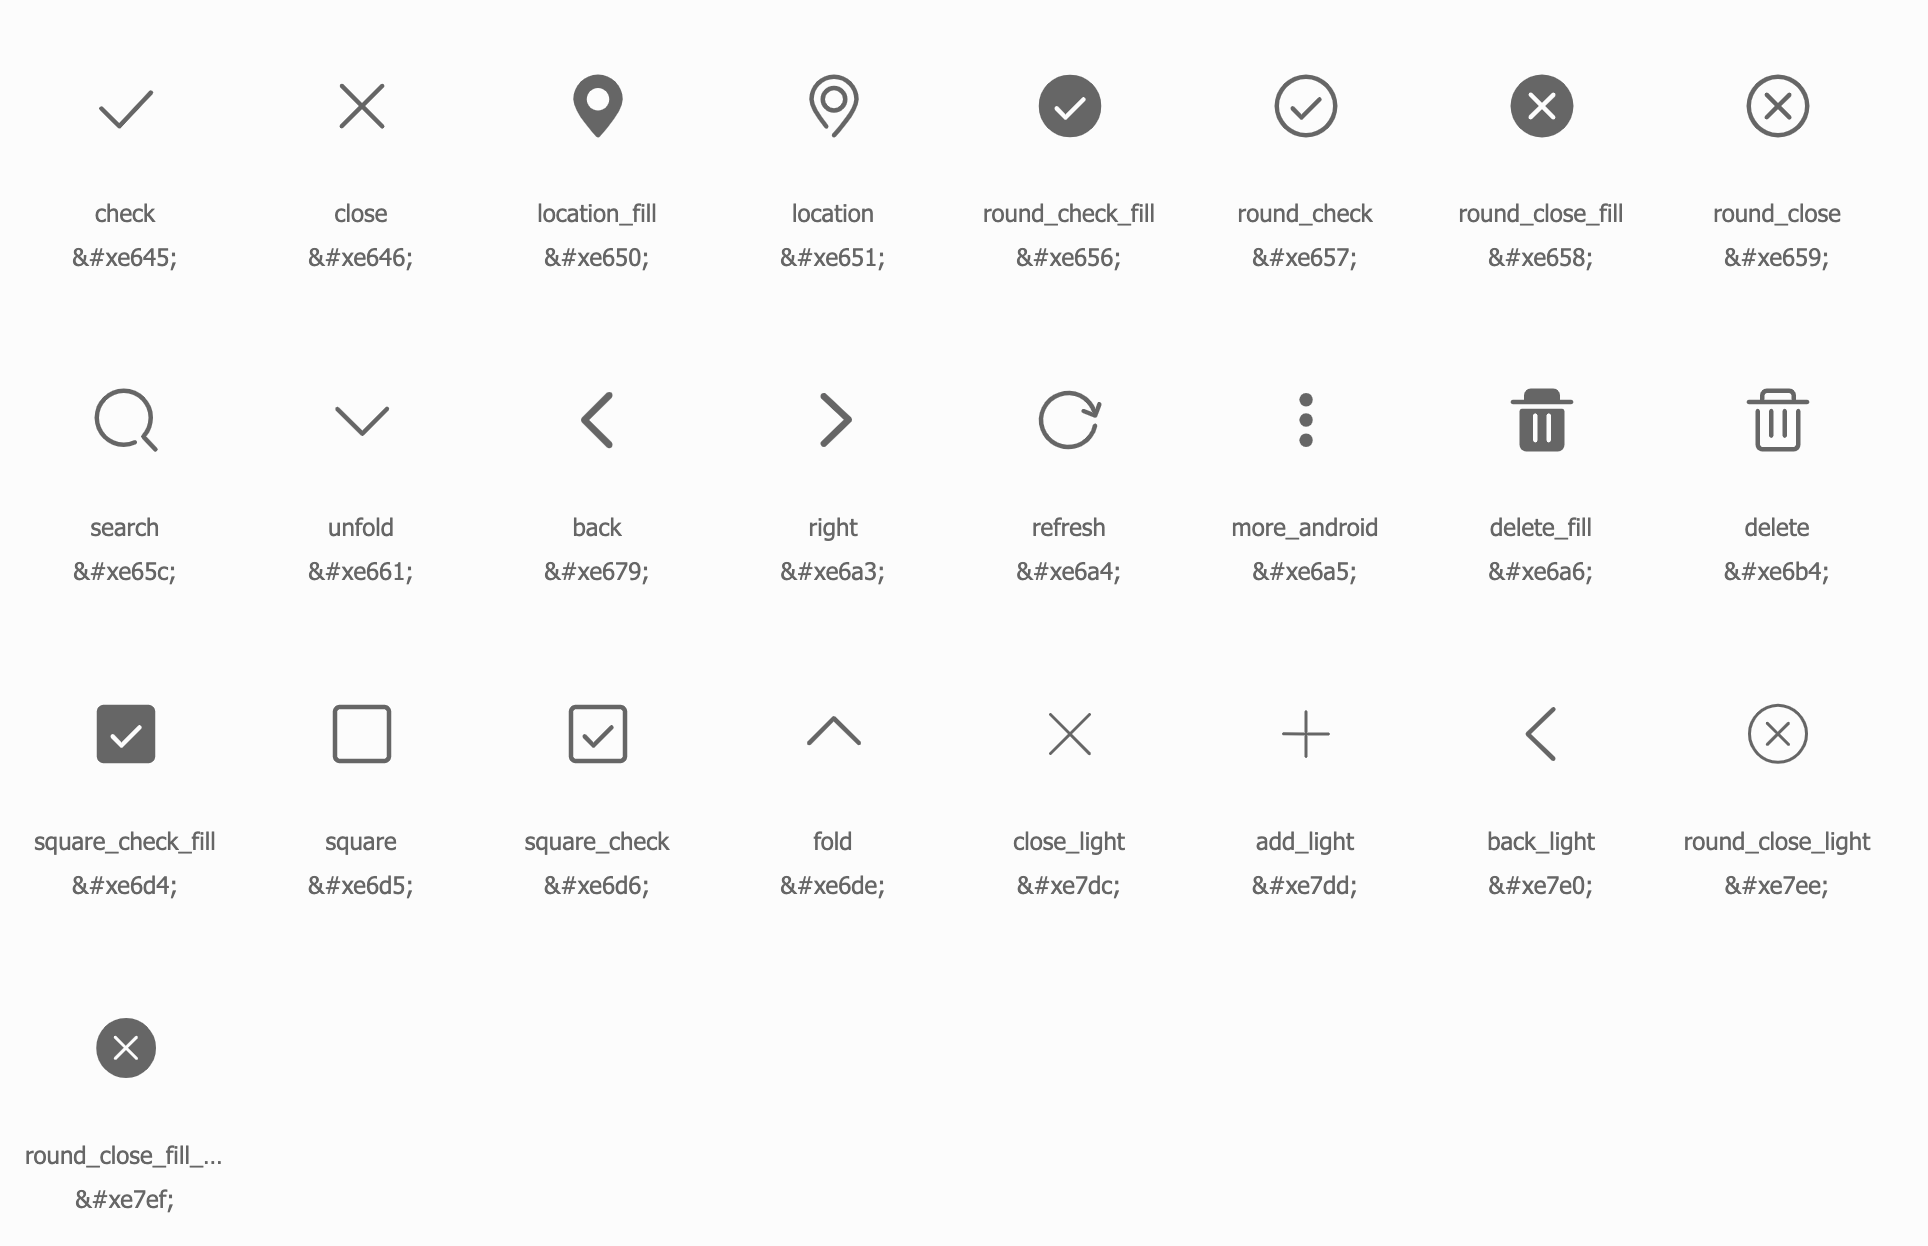 check close location_fill location round_check_fill round_check round_close_fill round_close
&#xe645; &#xe646; &#xe650; &#xe651; &#xe656; &#xe657; &#xe658; &#xe659;
search unfold back right refresh more_android delete_fill delete
&#xe65c; &#xe661; &#xe679; &#xe6a3; &#xe6a4; &#xe6a5; &#xe6a6; &#xe6b4;
square_check_fill square square_check fold close_light add_light back_light round_close_light
&#xe6d4; &#xe6d5; &#xe6d6; &#xe6de; &#xe7dc; &#xe7dd; &#xe7e0; &#xe7ee;
round_close_fill_...
&#xe7ef;